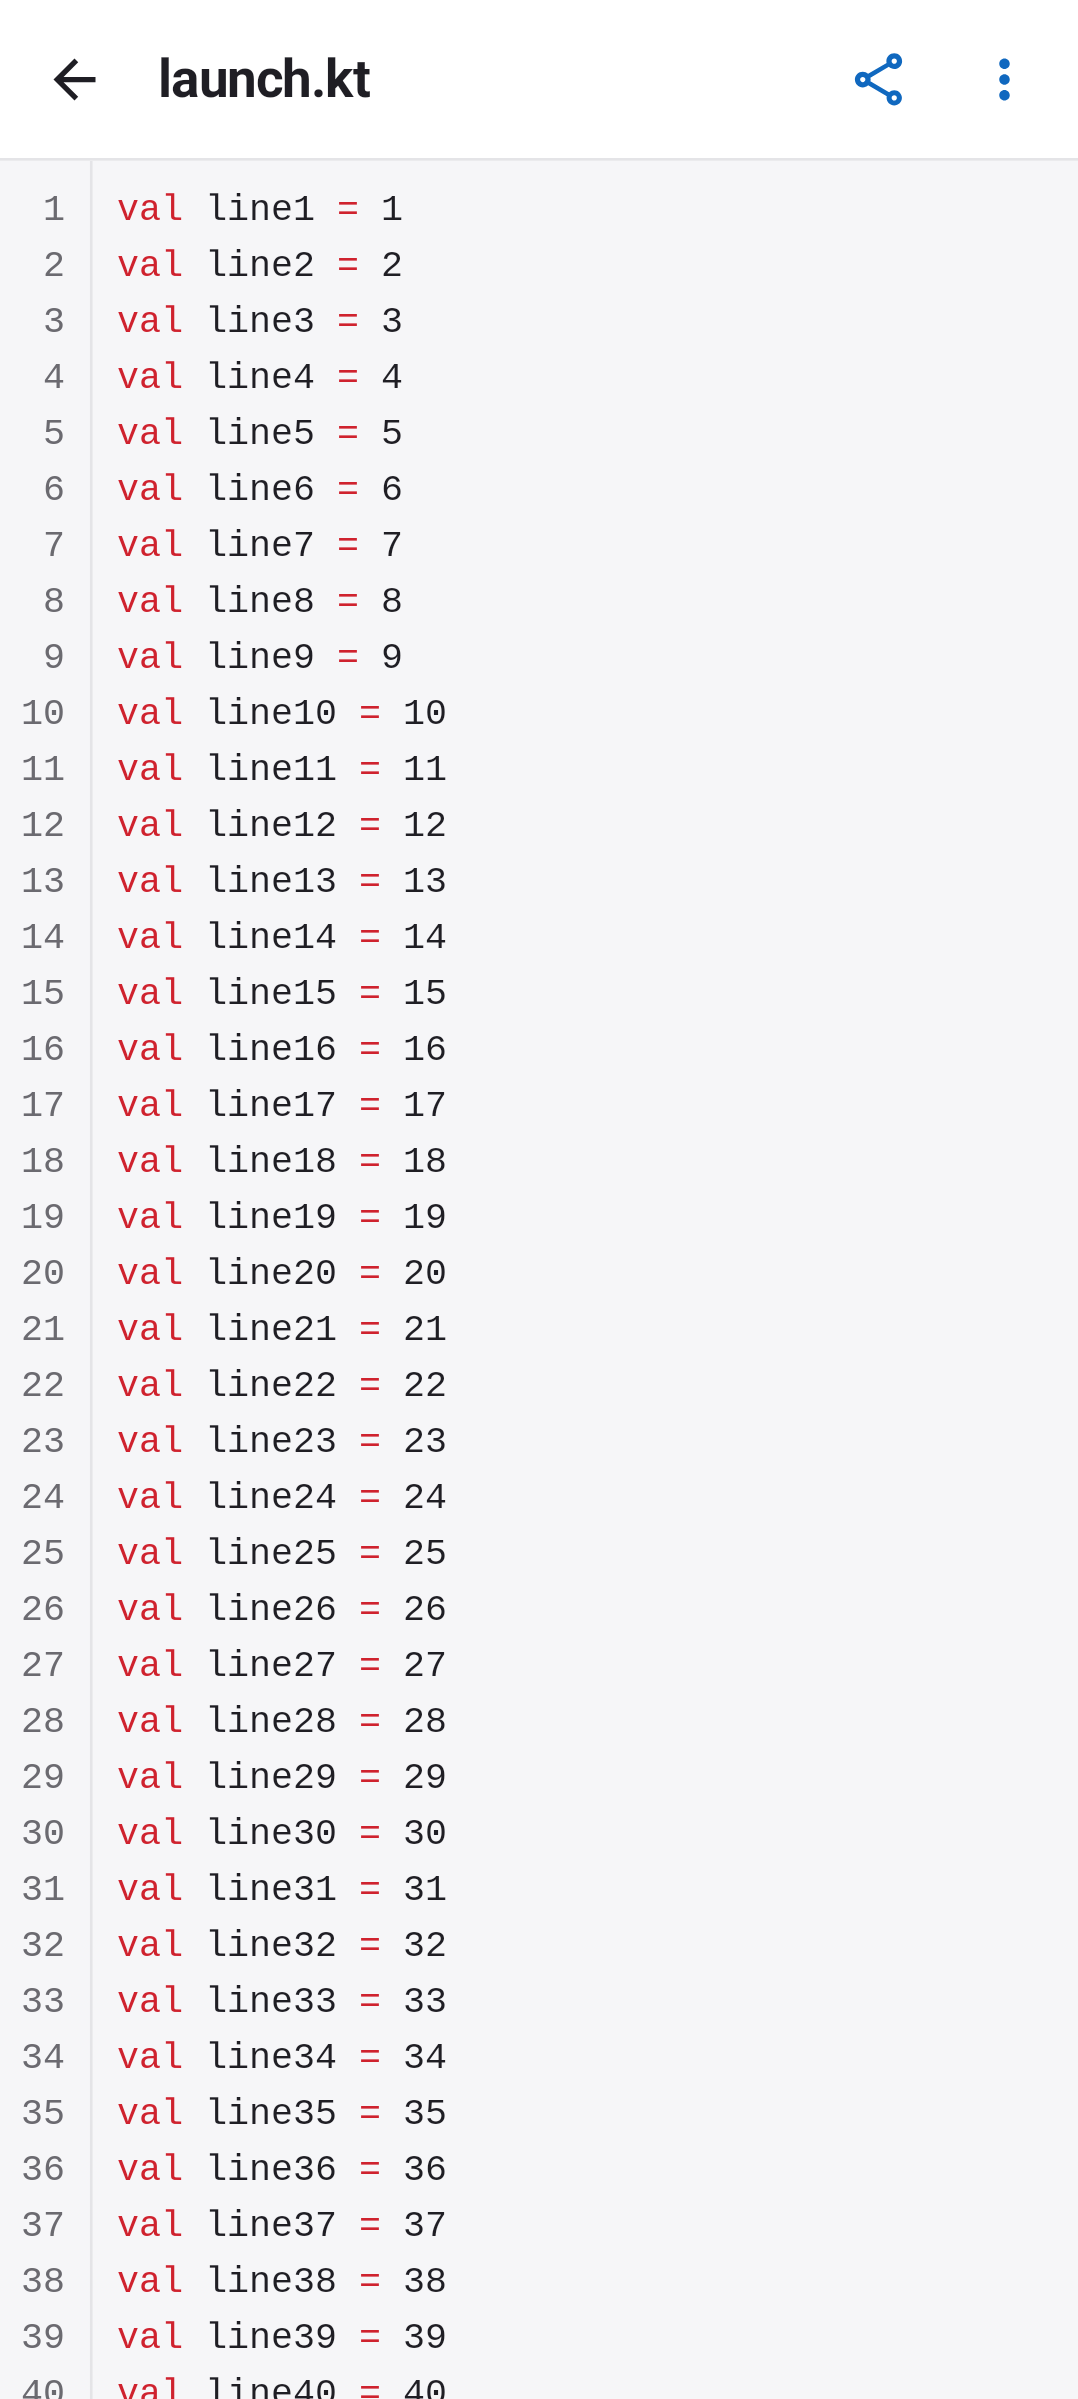 launch.kt
1 val line1 = 1
2 val line2 = 2
3 val line3 = 3
4 val line4 = 4
5 val line5 = 5
6 val line6 = 6
7 val line7 = 7
8 val line8 = 8
9 val line9 = 9
10 val line10 = 10
11 val line11 = 11
12 val line12 = 12
13 val line13 = 13
14 val line14 = 14
15 val line15 = 15
16 val line16 = 16
17 val line17 = 17
18 val line18 = 18
19 val line19 = 19
20 val line20 = 20
21 val line21 = 21
22 val line22 = 22
23 val line23 = 23
24 val line24 = 24
25 val line25 = 25
26 val line26 = 26
27 val line27 = 27
28 val line28 = 28
29 val line29 = 29
30 val line30 = 30
31 val line31 = 31
32 val line32 = 32
33 val line33 = 33
34 val line34 = 34
35 val line35 = 35
36 val line36 = 36
37 val line37 = 37
38 val line38 = 38
39 val line39 = 39
40 val line40 = 40